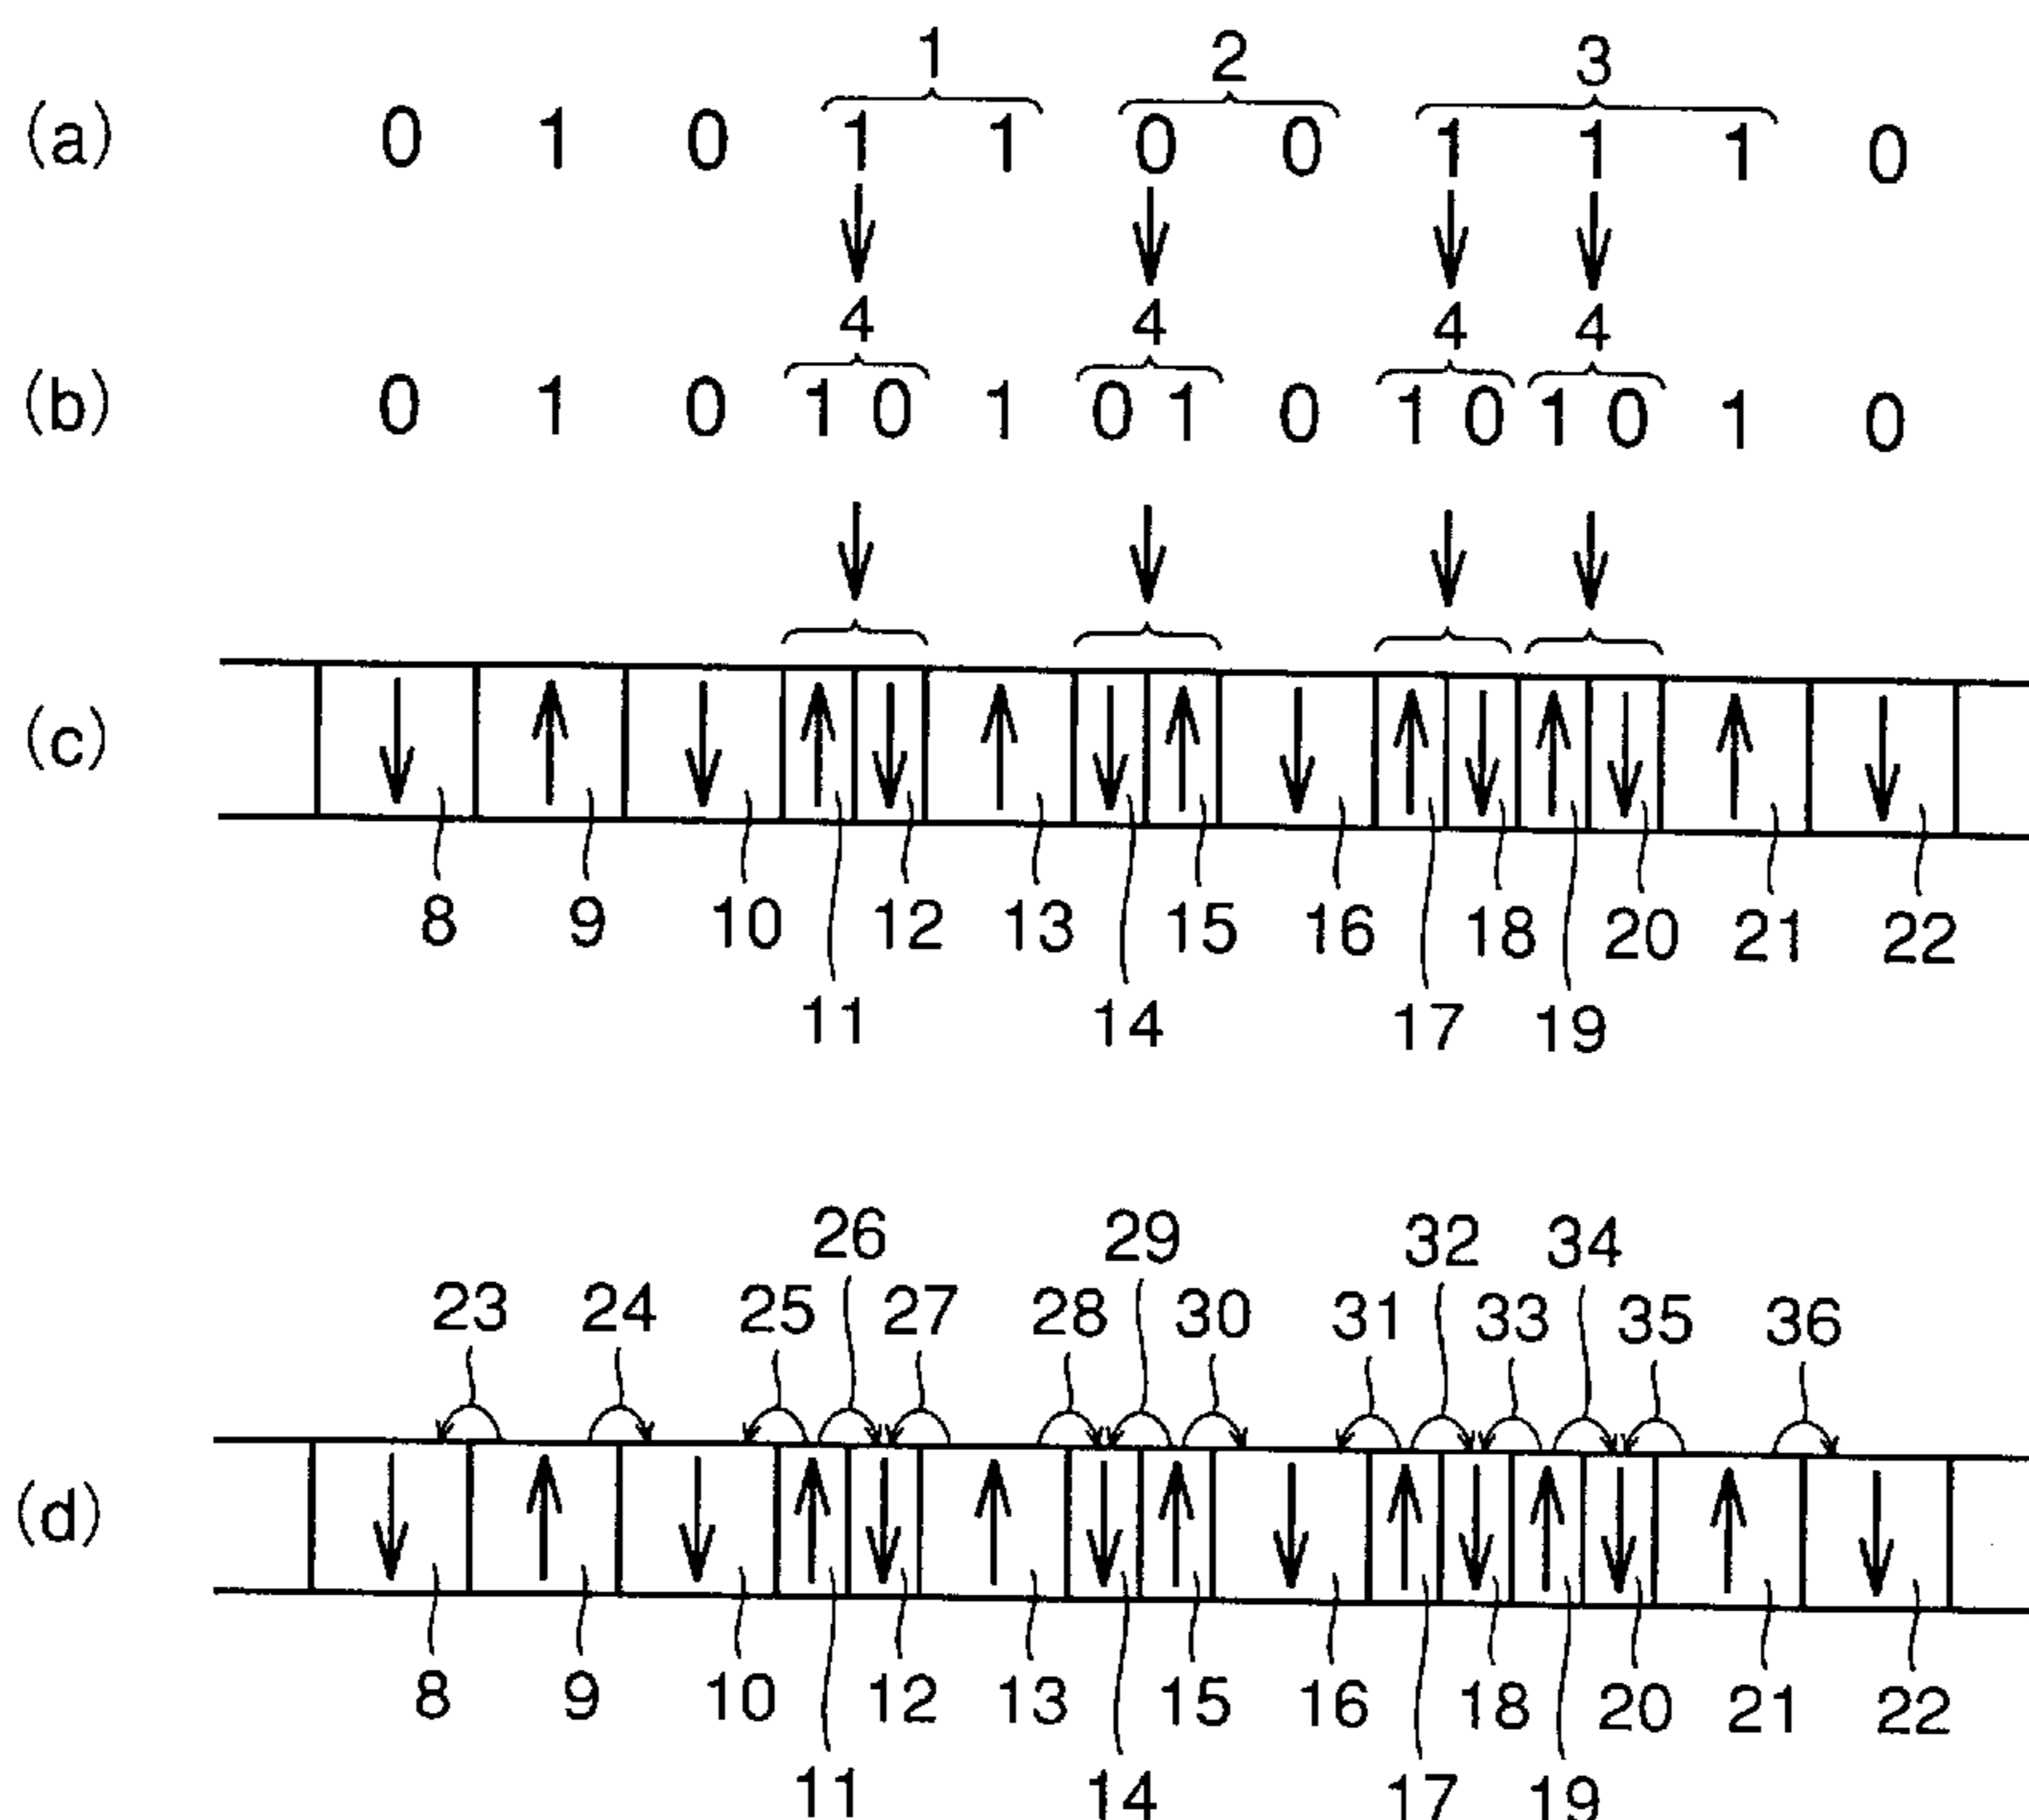 1 2 3
(a) 0 1 0 1 1 0 0 1 1 1 0
4 4 4 4
(b) 0 1 0 1 0 1 0 1 0 1 0 1 0 1 0
(c)
8 9 10 12 13 15 16 18 20 21 22
11 14 17 19
26 29 32 34
23 24 25 27 28 30 31 33 35 36
(d)
8 9 10 12 13 15 16 18 20 21 22
11 14 17 19